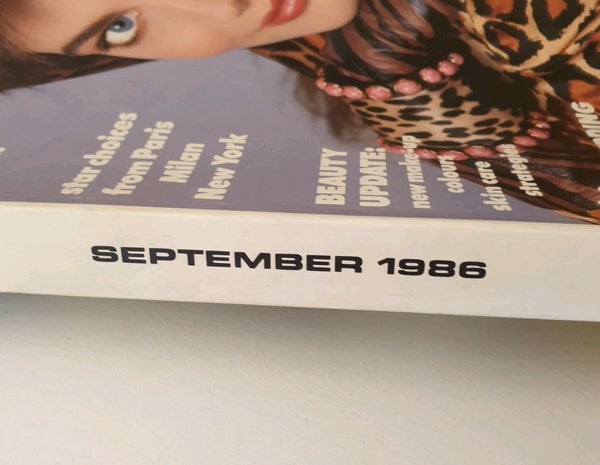 Star choices
from Paris
Milan
New York
BEAUTY
UPDATE:
new make-up
colours
skin care
strategies
SEPTEMBER 1986